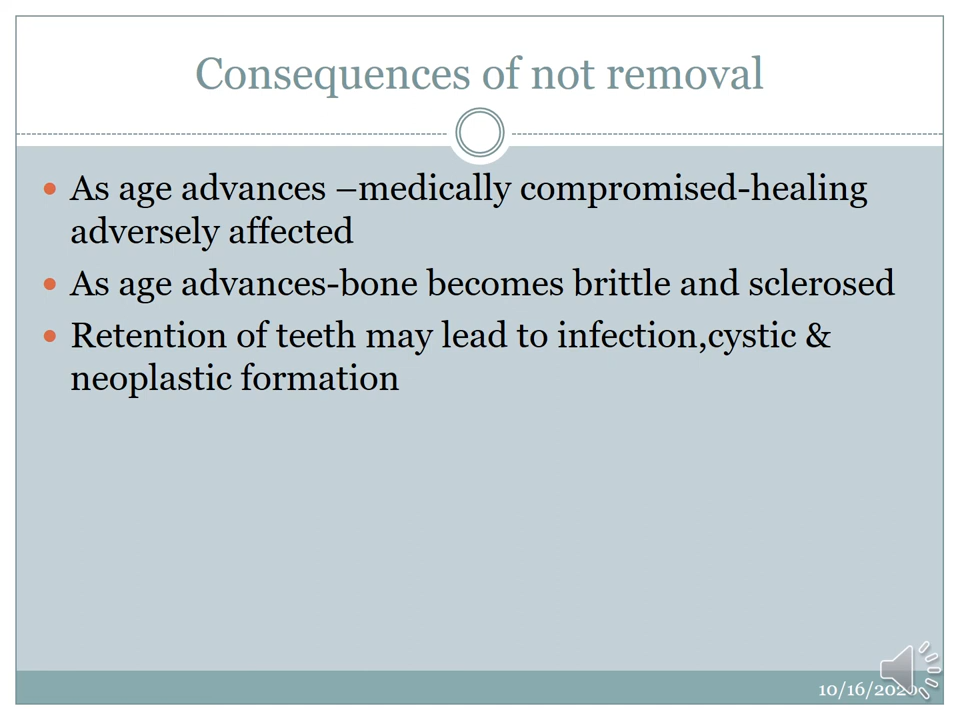 Consequences of not removal
As age advances –medically compromised-healing
adversely affected
As age advances-bone becomes brittle and sclerosed
Retention of teeth may lead to infection,cystic &
neoplastic formation
10/16/2020